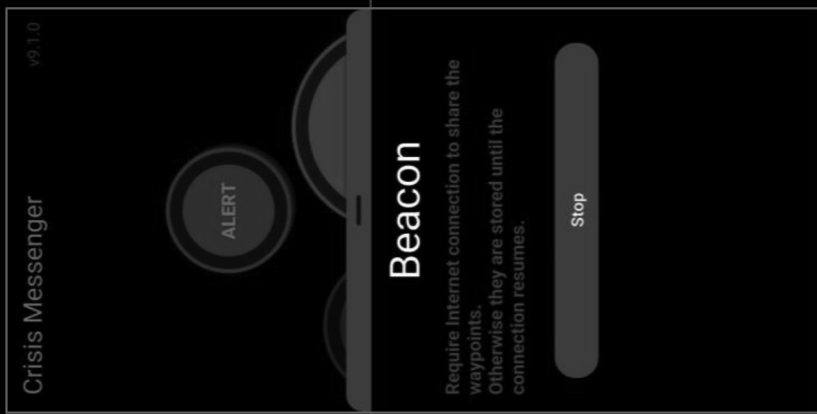 Crisis Messenger
v9.1.0
ALERT
Beacon
Require Internet connection to share the
waypoints.
Otherwise they are stored until the
connection resumes.
Stop